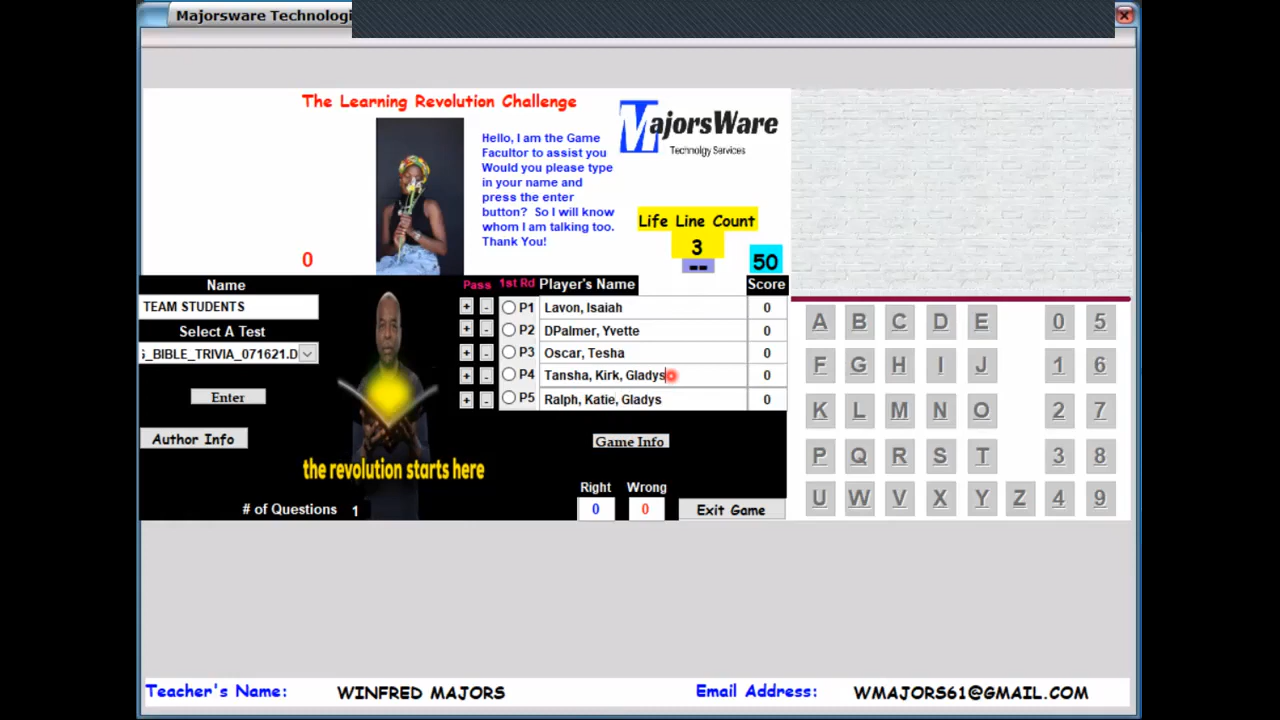 Majorsware Technologi
The Learning Revolution Challenge
Hello, I am the Game
Facultor to assist you
Would you please type
in your name and
press the enter
button? So I will know
whom I am talking too.
Thank You!
MajorsWare
Technolgy Services
Life Line Count
3
--
50
0
Name
TEAM STUDENTS
Select A Test
S_BIBLE_TRIVIA_071621.D
Enter
Author Info
the revolution starts here
# of Questions 1
Pass 1st Rd Player's Name Score
+ - P1 Lavon, Isaiah 0
+ - P2 DPalmer, Yvette 0
+ - P3 Oscar, Tesha 0
+ - P4 Tansha, Kirk, Gladys 0
+ - P5 Ralph, Katie, Gladys 0
Game Info
Right Wrong
0 0
Exit Game
A B C D E 0 5
F G H I J 1 6
K L M N O 2 7
P Q R S T 3 8
U W V X Y Z 4 9
Teacher's Name: WINFRED MAJORS Email Address: WMAJORS61@GMAIL.COM